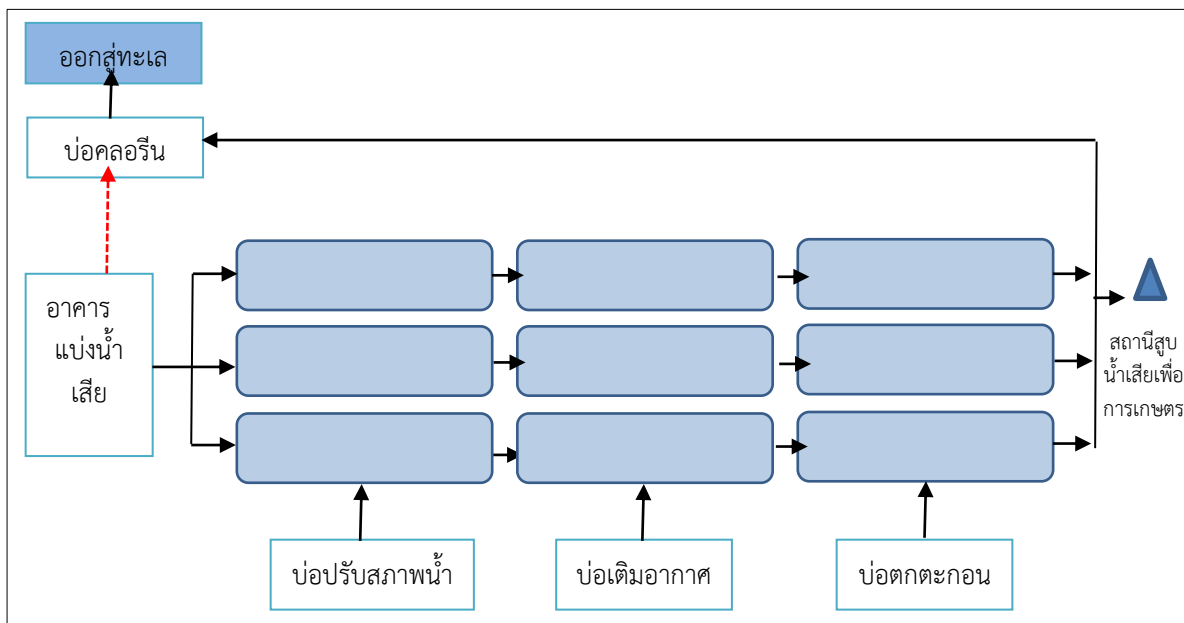 ออกสู่ทะเล
บ่อคลอรีน
อาคาร
แบ่งน้ำ
เสีย
สถานีสูบ
น้ำเสียเพื่อ
การเกษตร
บ่อปรับสภาพน้ำ
บ่อเติมอากาศ
บ่อตกตะกอน